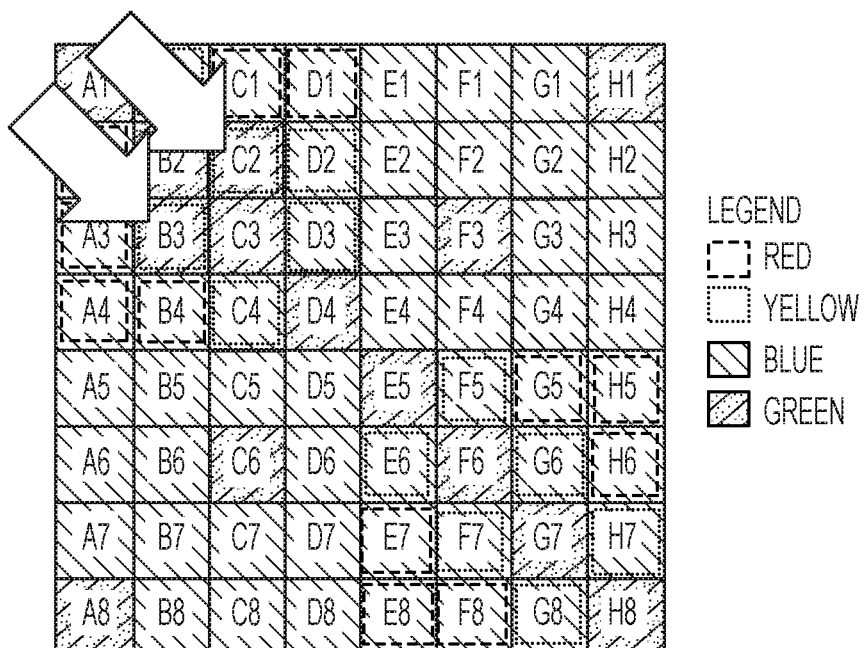 A1 C1 D1 E1 F1 G1 H1
B2 C2 D2 E2 F2 G2 H2
A3 B3 C3 D3 E3 F3 G3 H3
A4 B4 C4 D4 E4 F4 G4 H4
A5 B5 C5 D5 E5 F5 G5 H5
A6 B6 C6 D6 E6 F6 G6 H6
A7 B7 C7 D7 E7 F7 G7 H7
A8 B8 C8 D8 E8 F8 G8 H8
LEGEND
RED
YELLOW
BLUE
GREEN